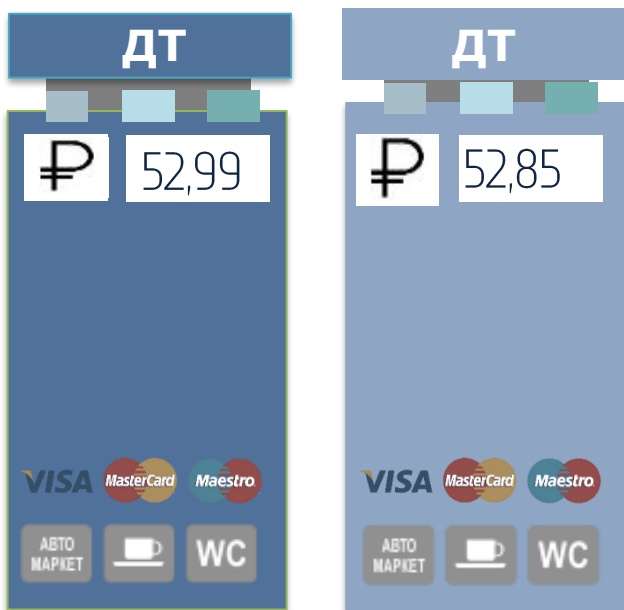 ДТ
₽ 52,99
VISA MasterCard Maestro
АВТО
МАРКЕТ
WC
ДТ
₽ 52,85
VISA MasterCard Maestro
АВТО
МАРКЕТ
WC